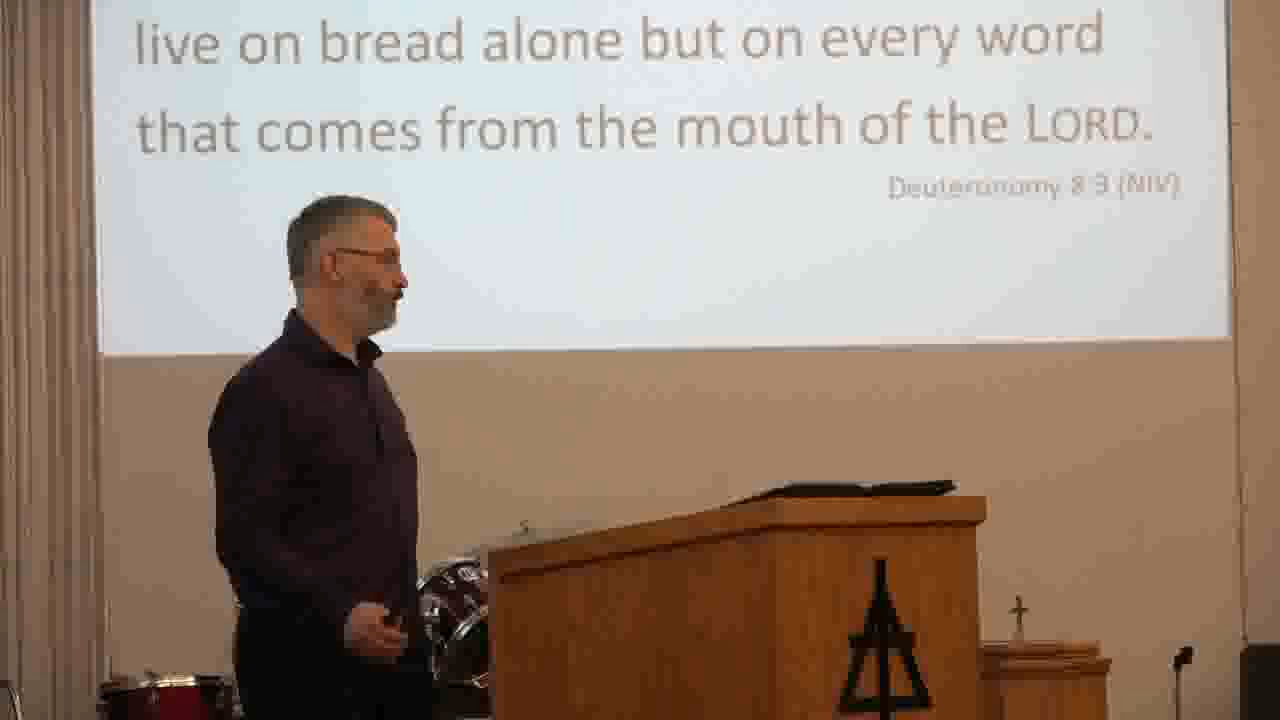 live on bread alone but on every word
that comes from the mouth of the LORD.
Deuteronomy 8:3 (NIV)